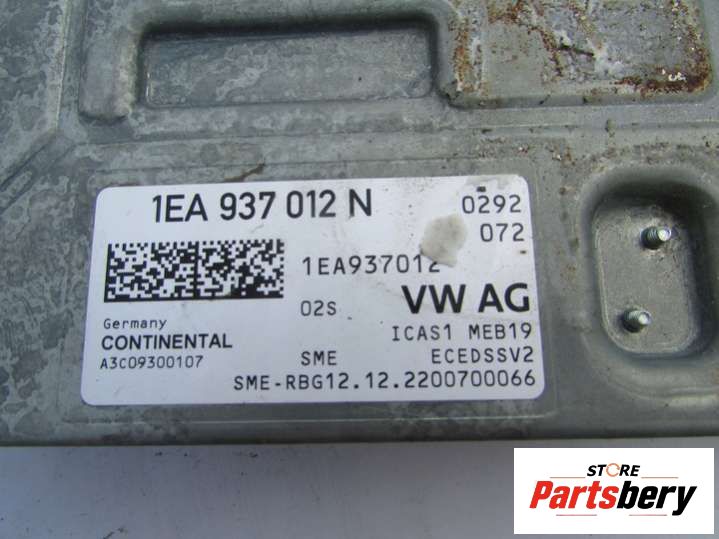 1EA 937 012 N
0292
072
1EA937012
02S
VW AG
Germany
CONTINENTAL
A3C09300107
ICAS1 MEB19
SME
ECEDSSV2
SME-RBG12.12.2200700066
STORE
Partsbery